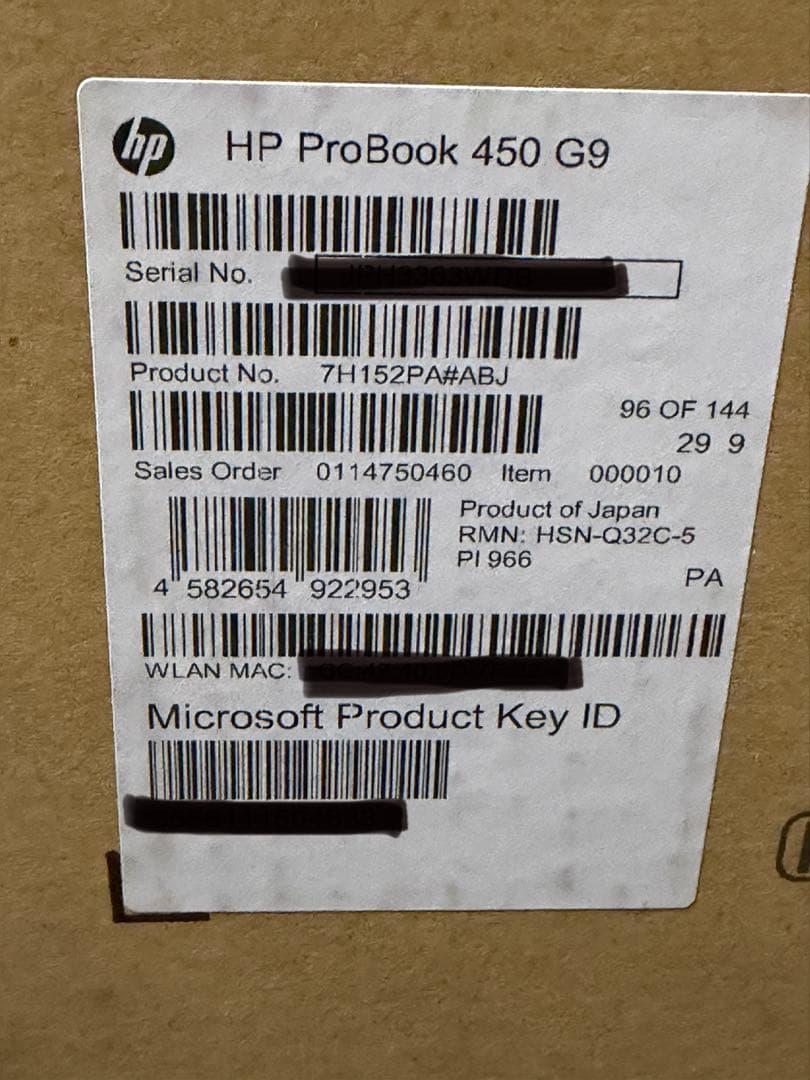 hp HP ProBook 450 G9
Serial No.
Product No. 7H152PA#ABJ
96 OF 144
29 9
Sales Order 0114750460 Item 000010
Product of Japan
RMN: HSN-Q32C-5
PI 966
PA
4 582654 922953
WLAN MAC:
Microsoft Product Key ID